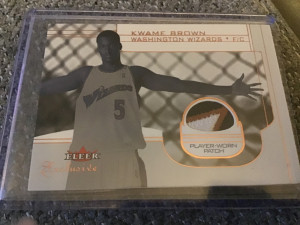 KWAME BROWN
WASHINGTON WIZARDS • F/C
Wizards
5
PLAYER-WORN
PATCH
FLEER